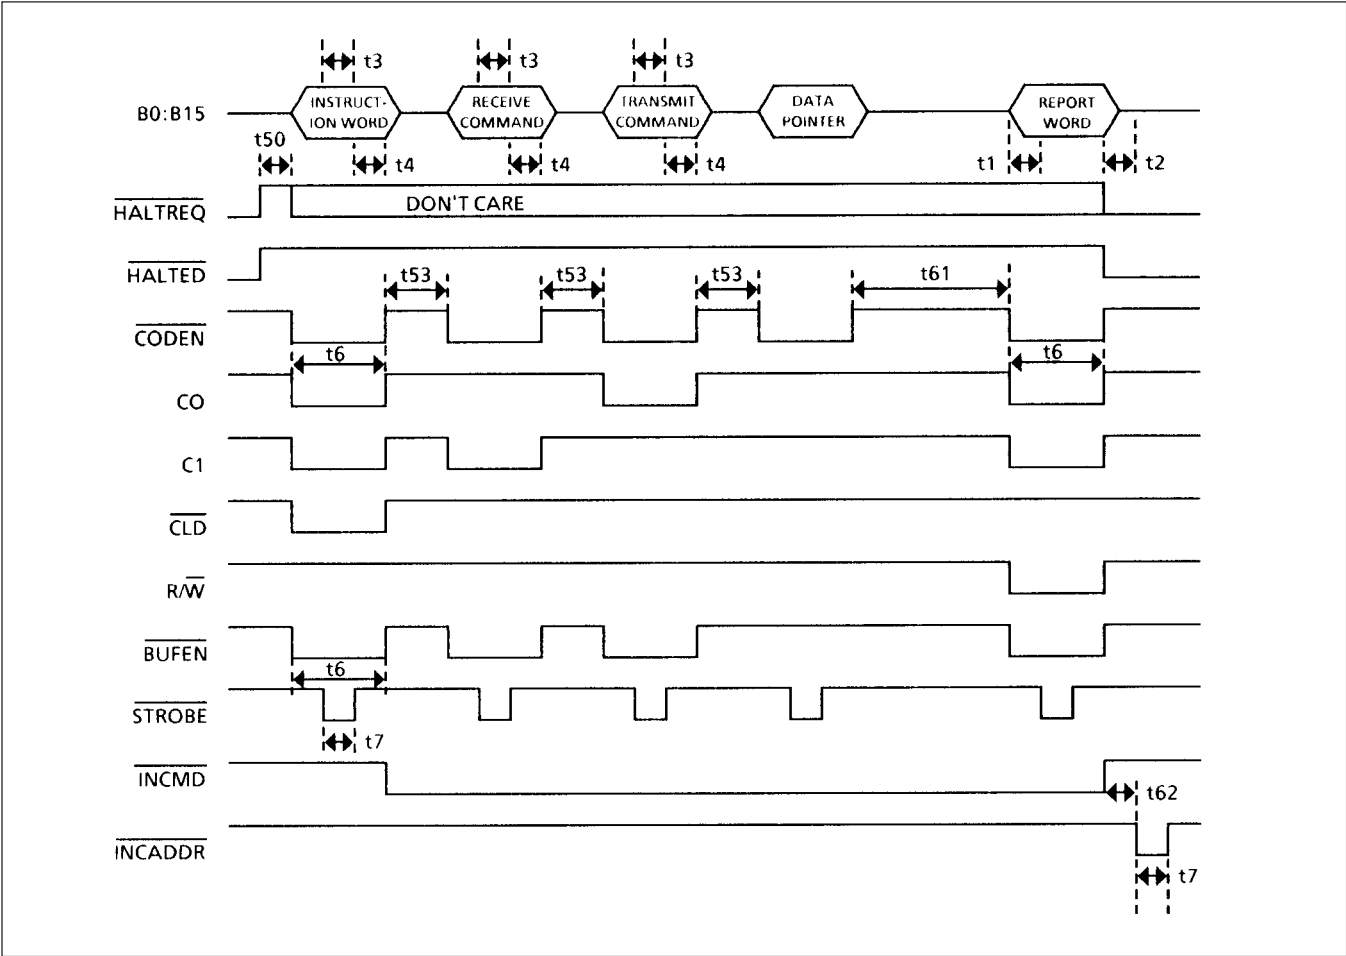 t3 t3 t3
B0:B15
INSTRUCT-
ION WORD
RECEIVE
COMMAND
TRANSMIT
COMMAND
DATA
POINTER
REPORT
WORD
t50 t4 t4 t4 t1 t2
HALTREQ
DON'T CARE
HALTED
t53 t53 t53 t61
CODEN
t6 t6
CO
C1
CLD
R/W
BUFEN
t6
STROBE
t7
INCMD
t62
INCADDR
t7